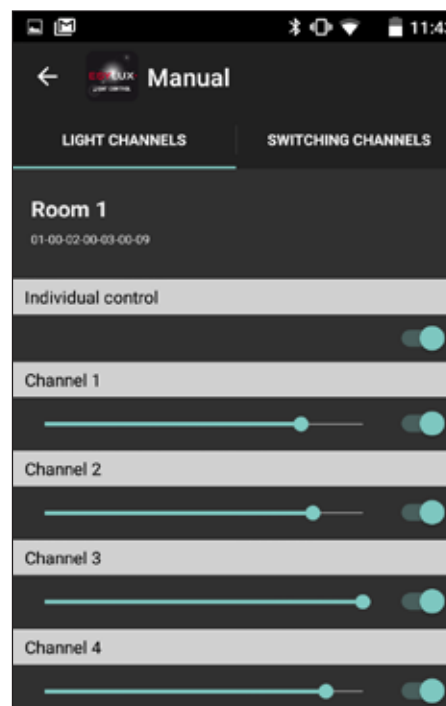 11:43
Manual
LIGHT CHANNELS SWITCHING CHANNELS
Room 1
01-00-02-00-03-00-09
Individual control
Channel 1
Channel 2
Channel 3
Channel 4